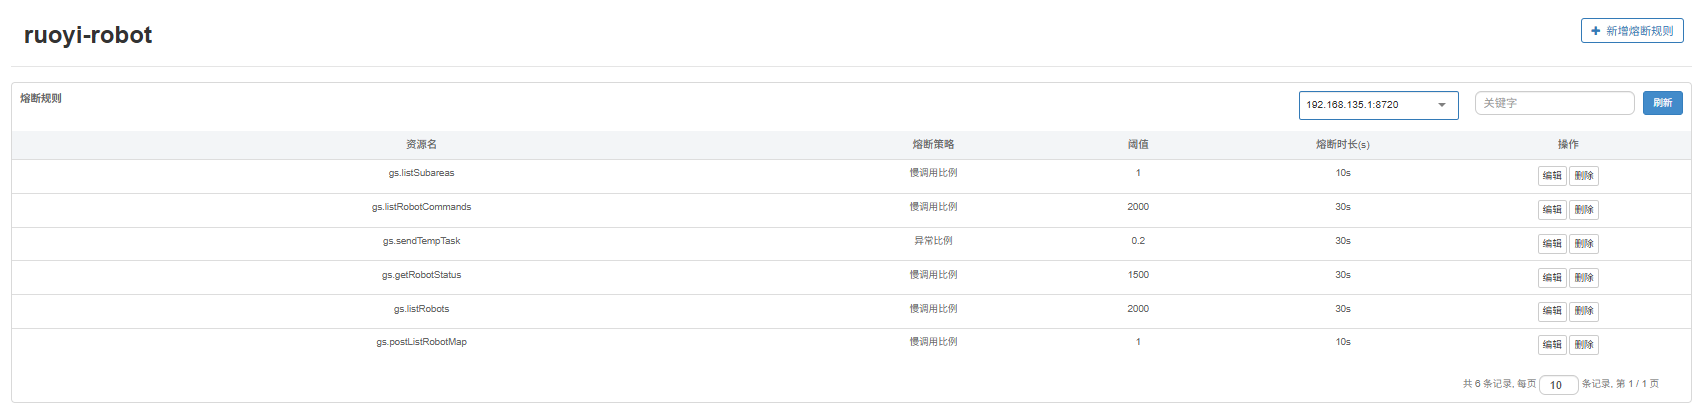 ruoyi-robot
+ 新增熔断规则
熔断规则
192.168.135.1:8720 关键字 刷新
资源名 熔断策略 阈值 熔断时长(s) 操作
gs.listSubareas 慢调用比例 1 10s 编辑 删除
gs.listRobotCommands 慢调用比例 2000 30s 编辑 删除
gs.sendTempTask 异常比例 0.2 30s 编辑 删除
gs.getRobotStatus 慢调用比例 1500 30s 编辑 删除
gs.listRobots 慢调用比例 2000 30s 编辑 删除
gs.postListRobotMap 慢调用比例 1 10s 编辑 删除
共 6 条记录, 每页 10 条记录, 第 1 / 1 页